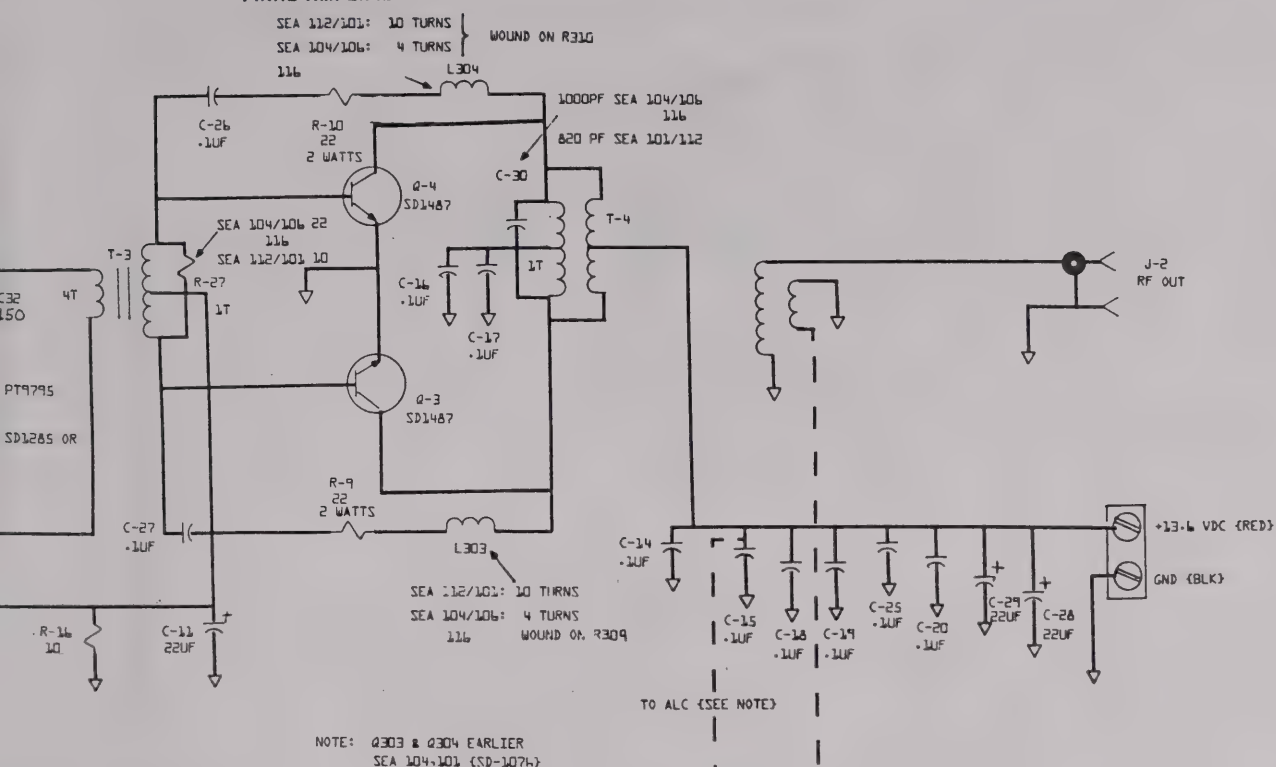 SEA 112/101: 10 TURNS
SEA 104/106: 4 TURNS
116
WOUND ON R310
L304
1000PF SEA 104/106
116
820 PF SEA 101/112
C-26
.1UF
R-10
22
2 WATTS
C-30
Q-4
SD1487
T-4
SEA 104/106 22
116
SEA 112/101 10
T-3
R-27
4T
1T
1T
C-16
.1UF
C-17
.1UF
J-2
RF OUT
C32
150
PT9795
SD1285 OR
Q-3
SD1487
R-9
22
2 WATTS
C-27
.1UF
L303
C-14
.1UF
+13.6 VDC {RED}
GND {BLK}
SEA 112/101: 10 TURNS
SEA 104/106: 4 TURNS
116 WOUND ON R309
C-15
.1UF
C-18
.1UF
C-19
.1UF
C-25
.1UF
C-20
.1UF
C-29
22UF
C-28
22UF
R-16
10
C-11
22UF
TO ALC {SEE NOTE}
NOTE: Q303 & Q304 EARLIER
SEA 104,101 {SD-1076}